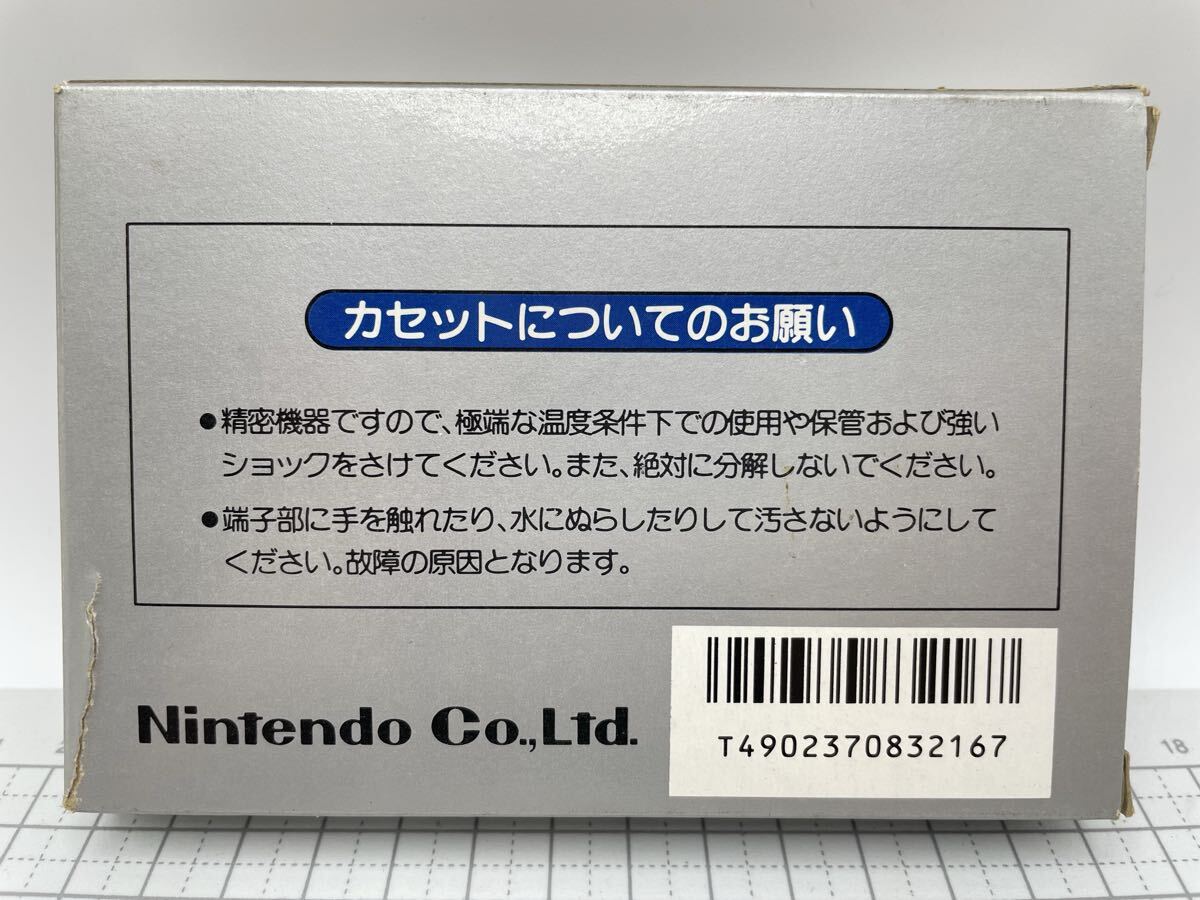 カセットについてのお願い
●精密機器ですので、極端な温度条件下での使用や保管および強い
ショックをさけてください。また、絶対に分解しないでください。
●端子部に手を触れたり、水にぬらしたりして汚さないようにして
ください。故障の原因となります。
Nintendo Co.,Ltd.
T4902370832167
18